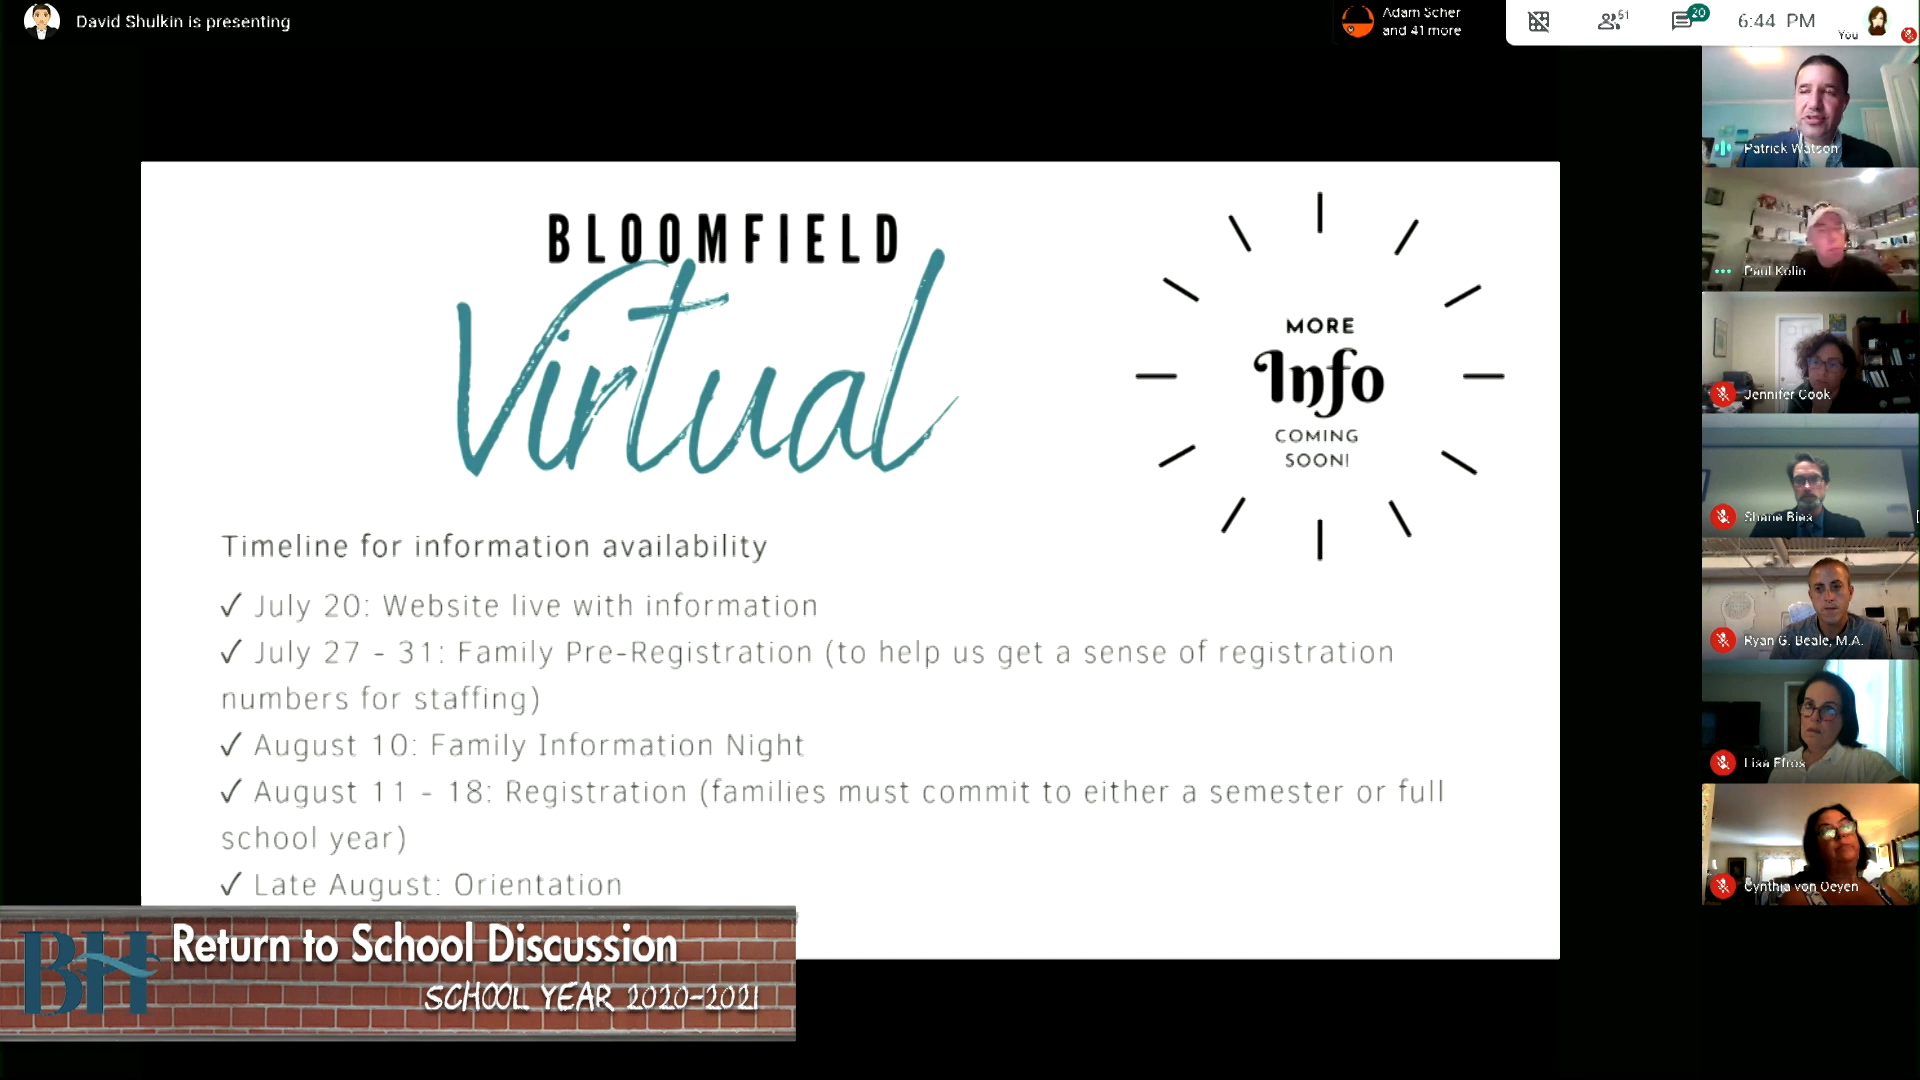 David Shulkin is presenting
Adam Scher
and 41 more
51
20
6:44 PM
You
BLOOMFIELD
Virtual
MORE
Info
COMING
SOON!
Timeline for information availability
✓ July 20: Website live with information
✓ July 27 - 31: Family Pre-Registration (to help us get a sense of registration
numbers for staffing)
✓ August 10: Family Information Night
✓ August 11 - 18: Registration (families must commit to either a semester or full
school year)
✓ Late August: Orientation
BH
Return to School Discussion
SCHOOL YEAR 2020-2021
Patrick Watson
Paul Kolin
Jennifer Cook
Shane Biex
Ryan G. Beale, M.A.
Lisa Efros
Cynthia von Oeyen